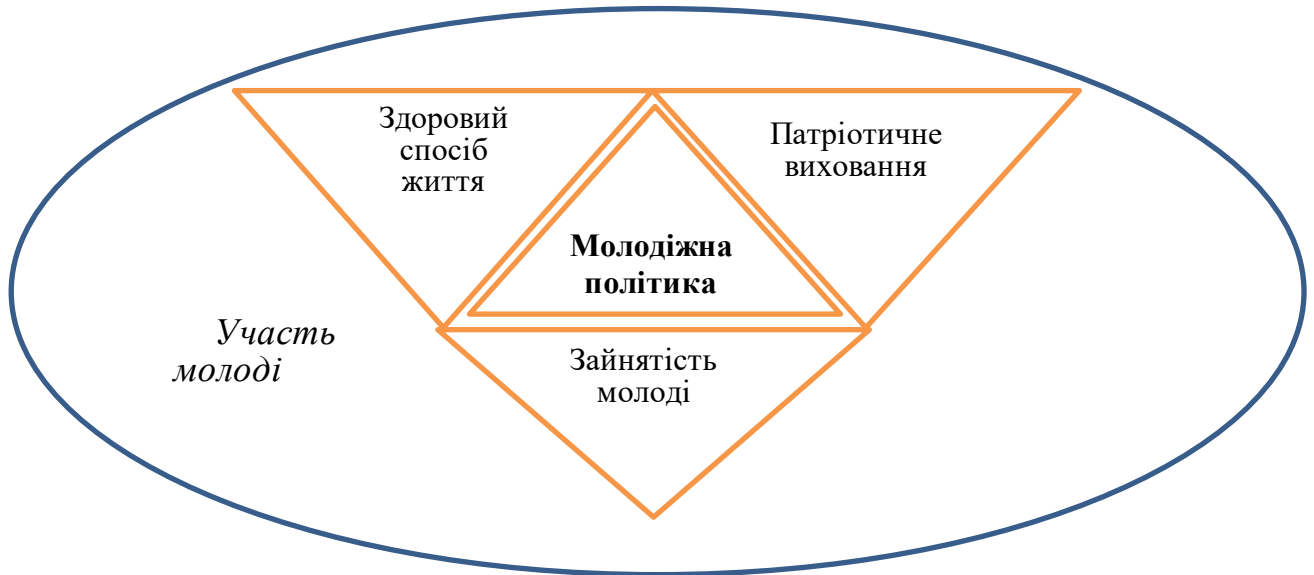 Здоровий
спосіб
життя
Патріотичне
виховання
Молодіжна
політика
Участь
молоді
Зайнятість
молоді